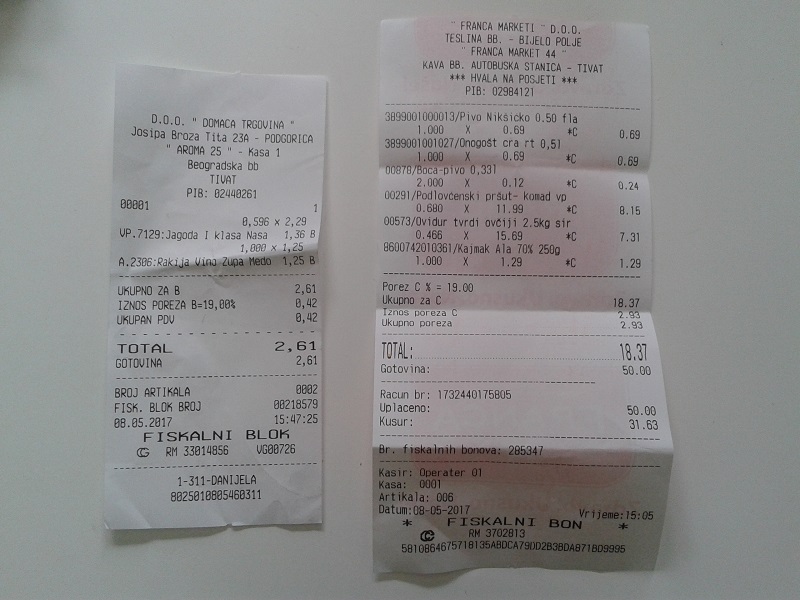 D.O.O. " DOMACA TRGOVINA "
Josipa Broza Tita 23A - PODGORICA
" AROMA 25 " - Kasa 1
Beogradska bb
TIVAT
PIB: 02440261
00001 1
0,596 x 2,29
VP.7129:Jagoda I klasa Nasa 1,36 B
1,000 x 1,25
A.2306:Rakija Vino Zupa Medo 1,25 B
UKUPNO ZA B 2,61
IZNOS POREZA B=19,00% 0,42
UKUPAN PDV 0,42
TOTAL 2,61
GOTOVINA 2,61
BROJ ARTIKALA 0002
FISK. BLOK BROJ 00218579
08.05.2017 15:47:25
FISKALNI BLOK
RM 33014856 VG00726
1-311-DANIJELA
8025010805460311
" FRANCA MARKETI " D.O.O.
TESLINA BB. - BIJELO POLJE
" FRANCA MARKET 44 "
KAVA BB. AUTOBUSKA STANICA - TIVAT
*** HVALA NA POSJETI ***
PIB: 02984121
3899001000013/Pivo Nikšićko 0.50 fla
1.000 X 0.69 *C 0.69
3899001001027/Onogošt cra rt 0,5l
1.000 X 0.69 *C 0.69
00878/Boca-pivo 0,33l
2.000 X 0.12 *C 0.24
00291/Podlovćenski pršut- komad vp
0.680 X 11.99 *C 8.15
00573/Ovidur tvrdi ovčiji 2.5kg sir
0.466 X 15.69 *C 7.31
8600742010361/Kajmak Ala 70% 250g
1.000 X 1.29 *C 1.29
Porez C % = 19.00
Ukupno za C 18.37
Iznos poreza C 2.93
Ukupno poreza 2.93
TOTAL: 18.37
Gotovina: 50.00
Racun br: 1732440175805
Uplaceno: 50.00
Kusur: 31.63
Br. fiskalnih bonova: 285347
Kasir: Operater 01
Kasa: 0001
Artikala: 006
Datum:08-05-2017 Vrijeme:15:05
* FISKALNI BON *
RM 3702813